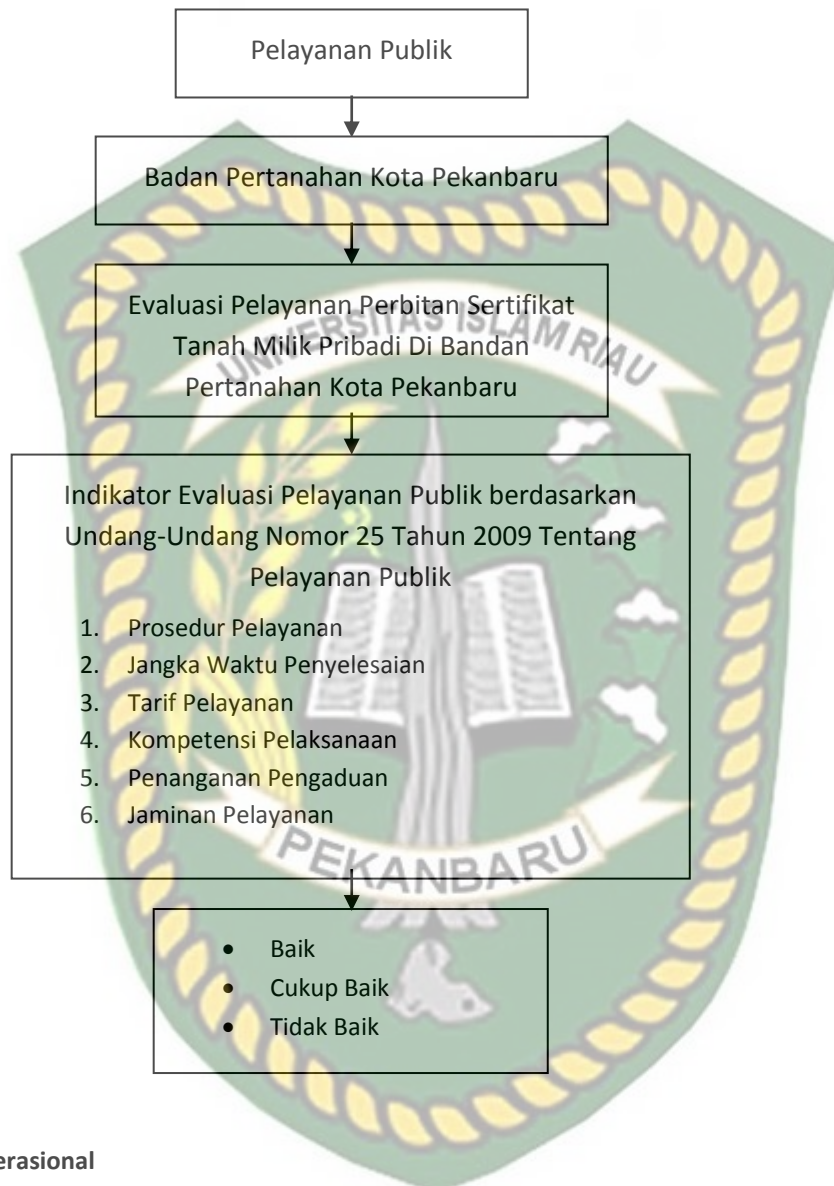 Pelayanan Publik
Badan Pertanahan Kota Pekanbaru
Evaluasi Pelayanan Perbitan Sertifikat
Tanah Milik Pribadi Di Bandan
Pertanahan Kota Pekanbaru
UNIVERSITAS ISLAM RIAU
Indikator Evaluasi Pelayanan Publik berdasarkan
Undang-Undang Nomor 25 Tahun 2009 Tentang
Pelayanan Publik
1. Prosedur Pelayanan
2. Jangka Waktu Penyelesaian
3. Tarif Pelayanan
4. Kompetensi Pelaksanaan
5. Penanganan Pengaduan
6. Jaminan Pelayanan
PEKANBARU
• Baik
• Cukup Baik
• Tidak Baik
erasional